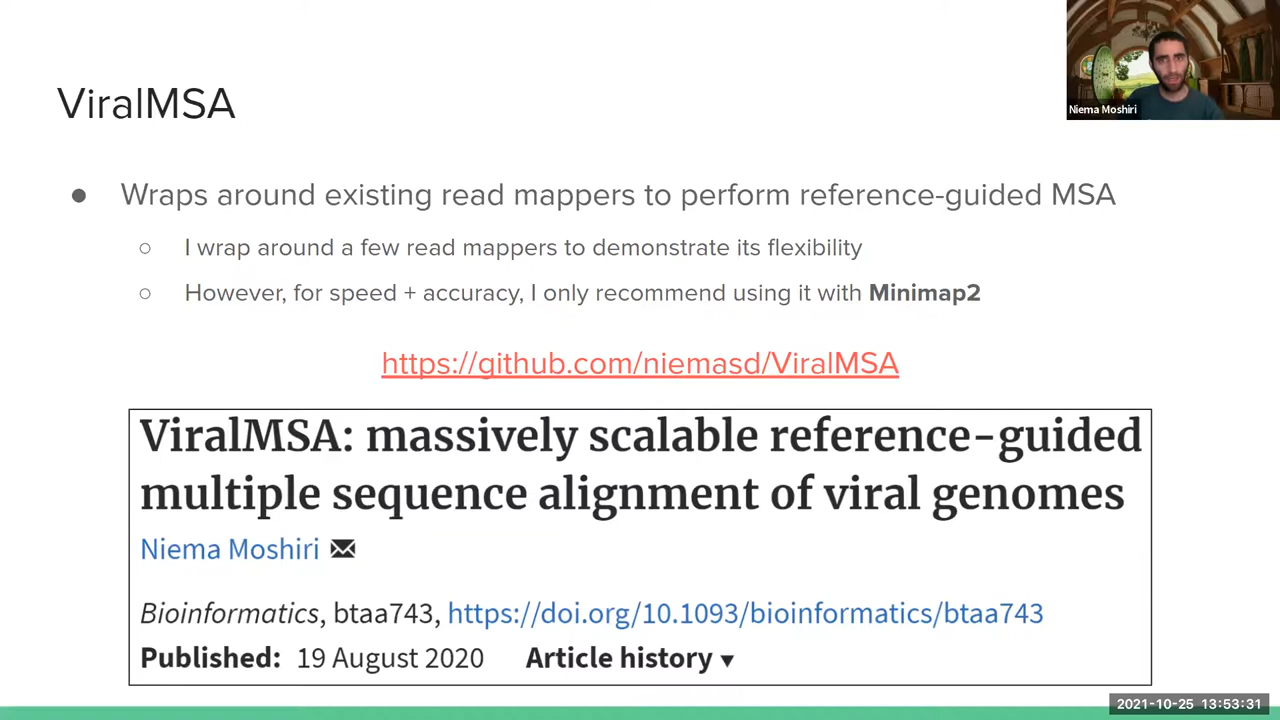 ViralMSA
Niema Moshiri
● Wraps around existing read mappers to perform reference-guided MSA
○ I wrap around a few read mappers to demonstrate its flexibility
○ However, for speed + accuracy, I only recommend using it with Minimap2
https://github.com/niemasd/ViralMSA
ViralMSA: massively scalable reference-guided
multiple sequence alignment of viral genomes
Niema Moshiri
Bioinformatics, btaa743, https://doi.org/10.1093/bioinformatics/btaa743
Published: 19 August 2020 Article history ▼
2021-10-25 13:53:31